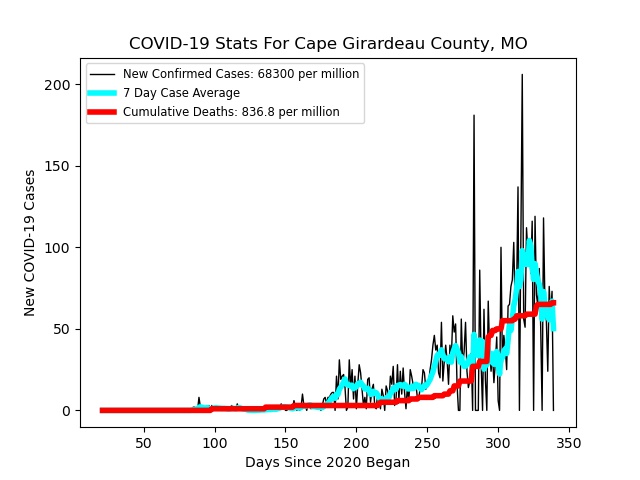 COVID-19 Stats For Cape Girardeau County, MO
New Confirmed Cases: 68300 per million
7 Day Case Average
Cumulative Deaths: 836.8 per million
New COVID-19 Cases
200
150
100
50
0
50 100 150 200 250 300 350
Days Since 2020 Began